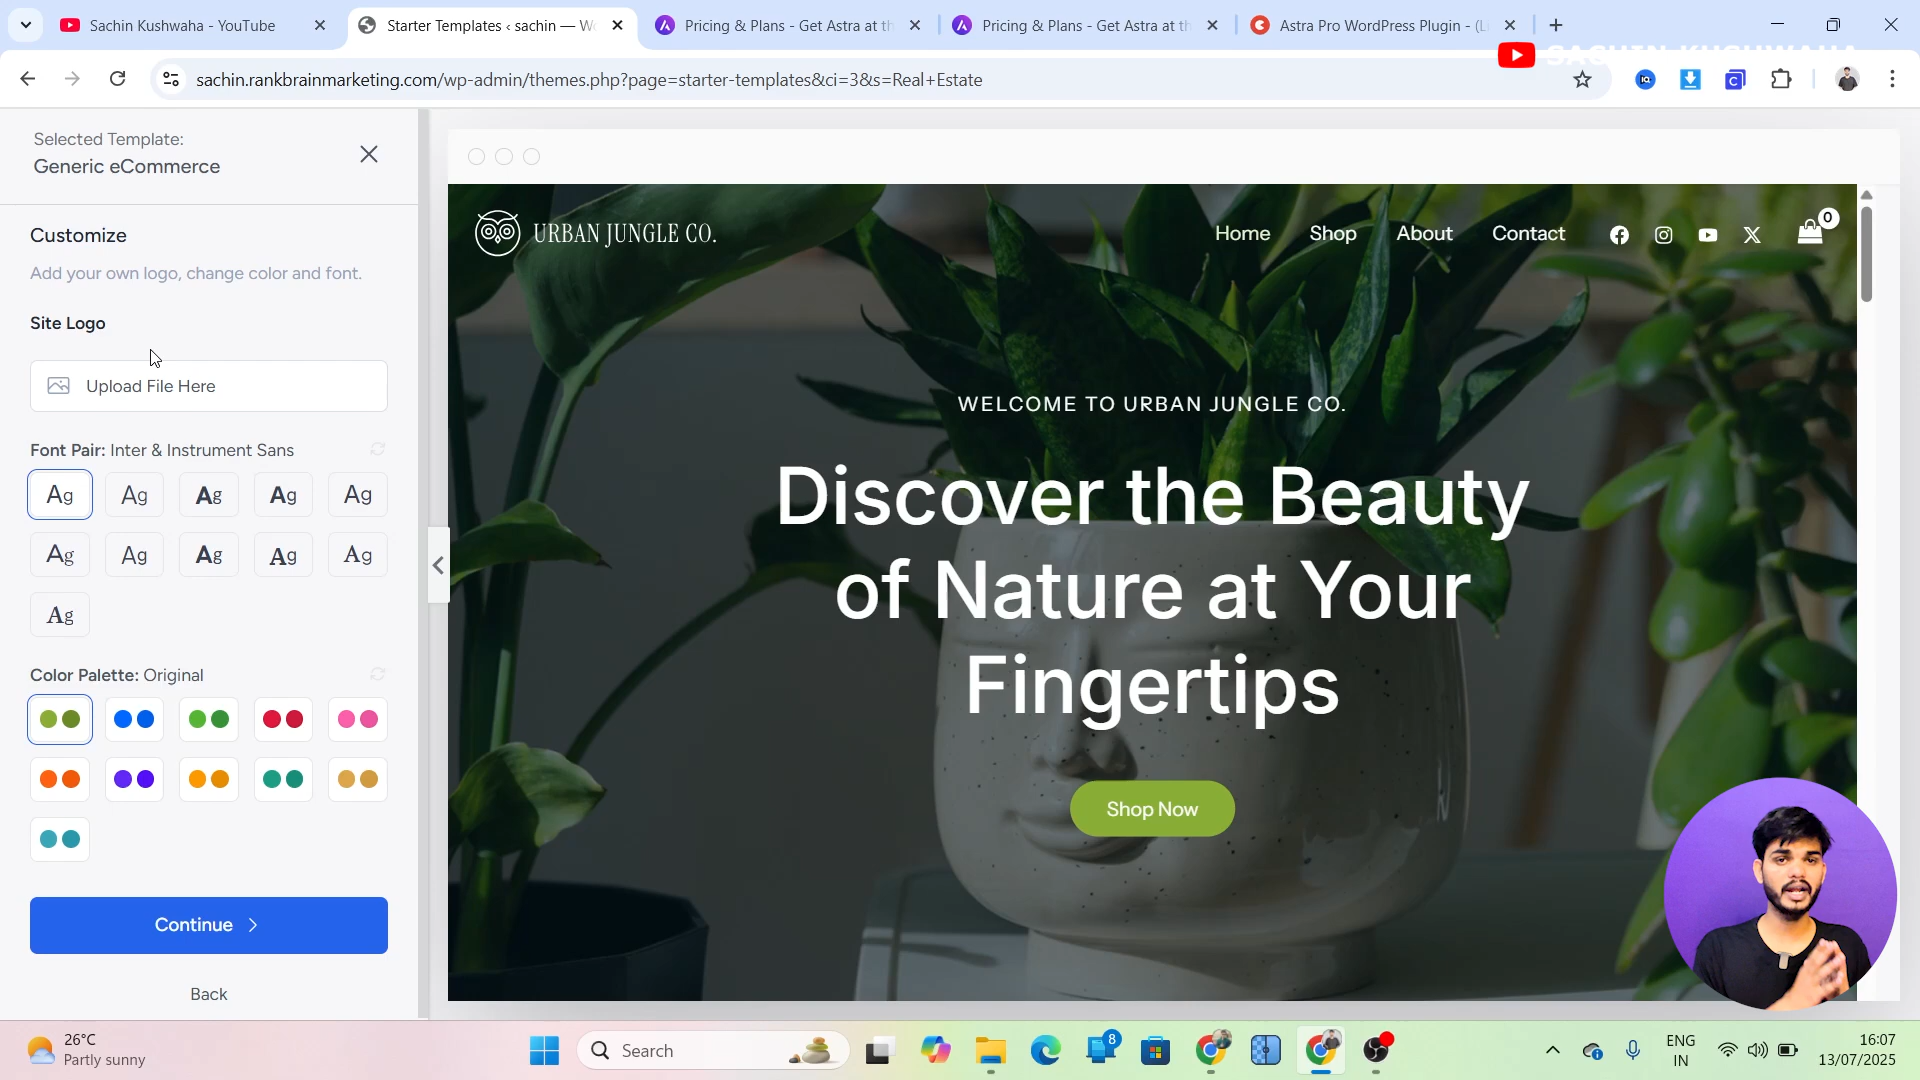 Sachin Kushwaha - YouTube
Starter Templates ‹ sachin — Wo
Pricing & Plans - Get Astra at th
Pricing & Plans - Get Astra at th
Astra Pro WordPress Plugin - (Li
SACHIN KUSHWAHA
sachin.rankbrainmarketing.com/wp-admin/themes.php?page=starter-templates&ci=3&s=Real+Estate
Selected Template:
Generic eCommerce
Customize
Add your own logo, change color and font.
Site Logo
Upload File Here
Font Pair: Inter & Instrument Sans
Ag Ag Ag Ag Ag
Ag Ag Ag Ag Ag
Ag
Color Palette: Original
Continue
Back
URBAN JUNGLE CO.
Home Shop About Contact
0
WELCOME TO URBAN JUNGLE CO.
Discover the Beauty
of Nature at Your
Fingertips
Shop Now
26°C
Partly sunny
Search
8
ENG
IN
16:07
13/07/2025